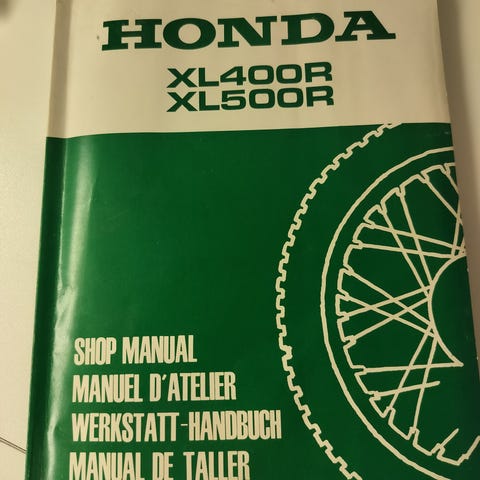 HONDA
XL400R
XL500R
SHOP MANUAL
MANUEL D'ATELIER
WERKSTATT-HANDBUCH
MANUAL DE TALLER